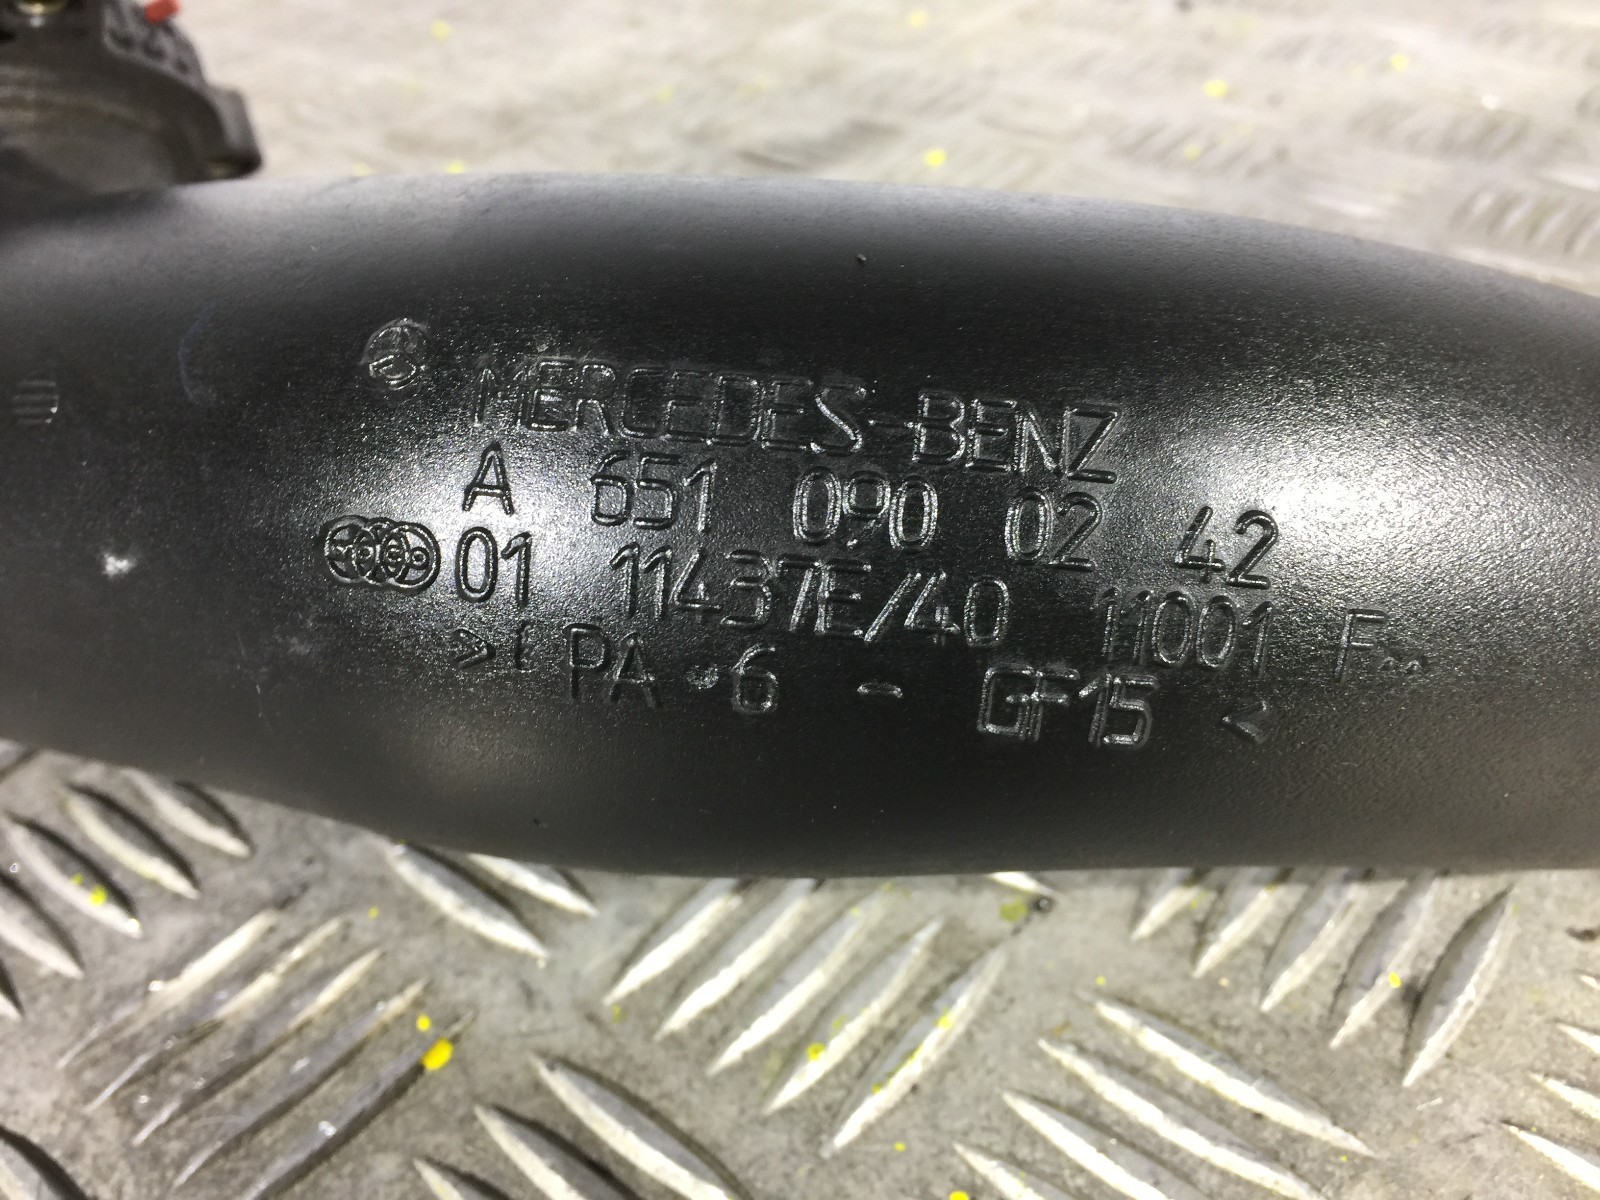 MERCEDES-BENZ
A 651 090 02 42
01 11437E/40 11001 F
> PA 6 - GF15 <